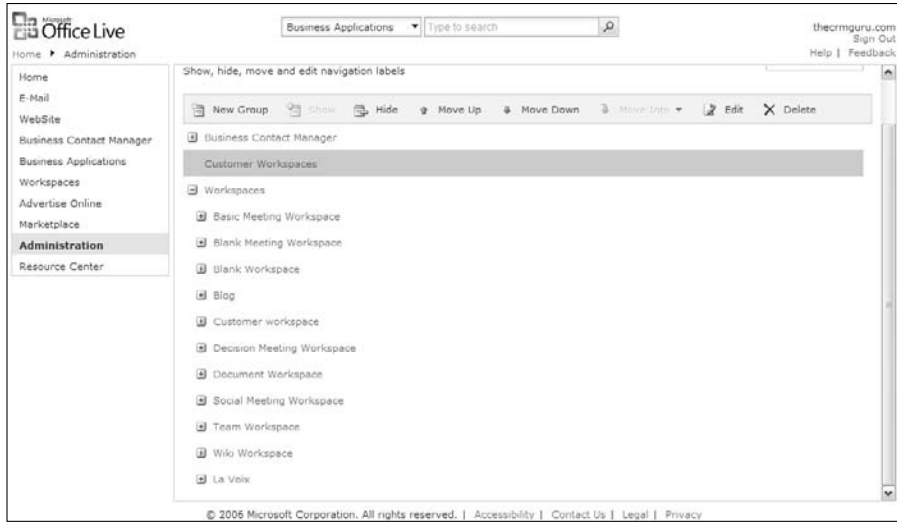 Microsoft
Office Live
Business Applications
Type to search
thecrmguru.com
Sign Out
Home Administration
Help | Feedback
Home
E-Mail
WebSite
Business Contact Manager
Business Applications
Workspaces
Advertise Online
Marketplace
Administration
Resource Center
Show, hide, move and edit navigation labels
New Group Show Hide Move Up Move Down Move Into Edit Delete
Business Contact Manager
Customer Workspaces
Workspaces
Basic Meeting Workspace
Blank Meeting Workspace
Blank Workspace
Blog
Customer workspace
Decision Meeting Workspace
Document Workspace
Social Meeting Workspace
Team Workspace
Wiki Workspace
La Voix
© 2006 Microsoft Corporation. All rights reserved. | Accessibility | Contact Us | Legal | Privacy